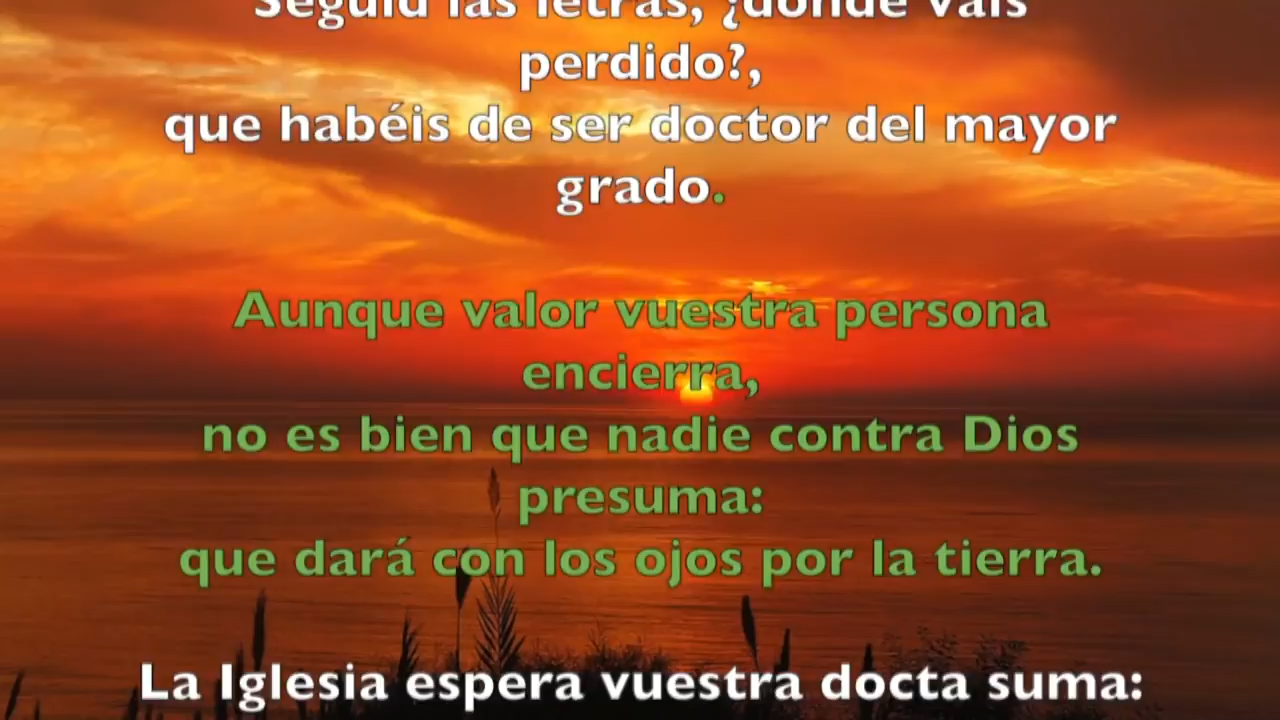 Seguid las letras, ¿dónde vais
perdido?,
que habéis de ser doctor del mayor
grado.
Aunque valor vuestra persona
encierra,
no es bien que nadie contra Dios
presuma:
que dará con los ojos por la tierra.
La Iglesia espera vuestra docta suma: